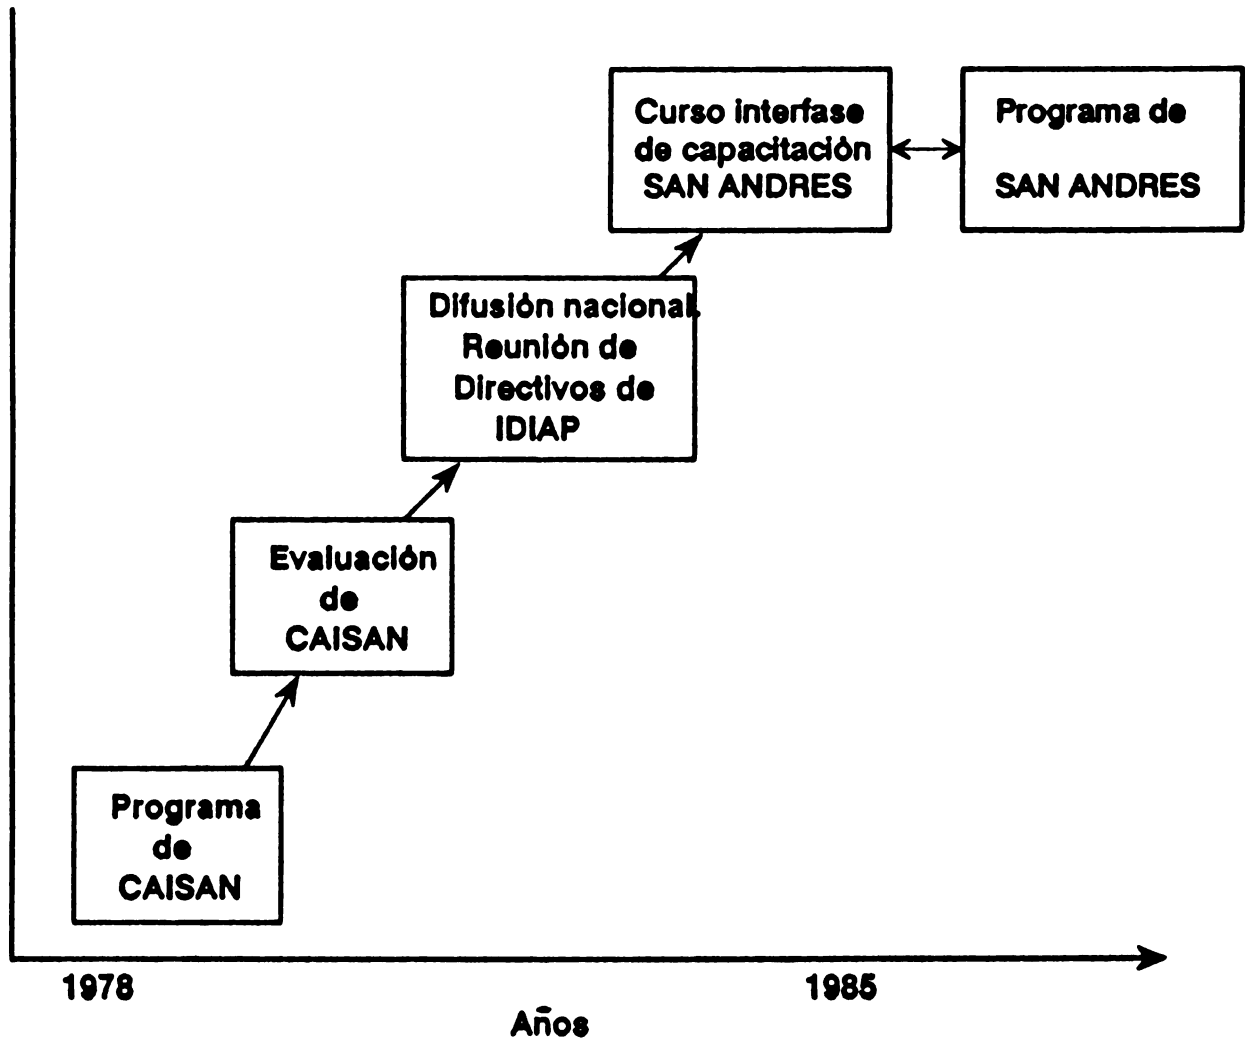 Curso interfase
de capacitación
SAN ANDRES
Programa de
SAN ANDRES
Difusión nacional.
Reunión de
Directivos de
IDIAP
Evaluación
de
CAISAN
Programa
de
CAISAN
1978
1985
Años